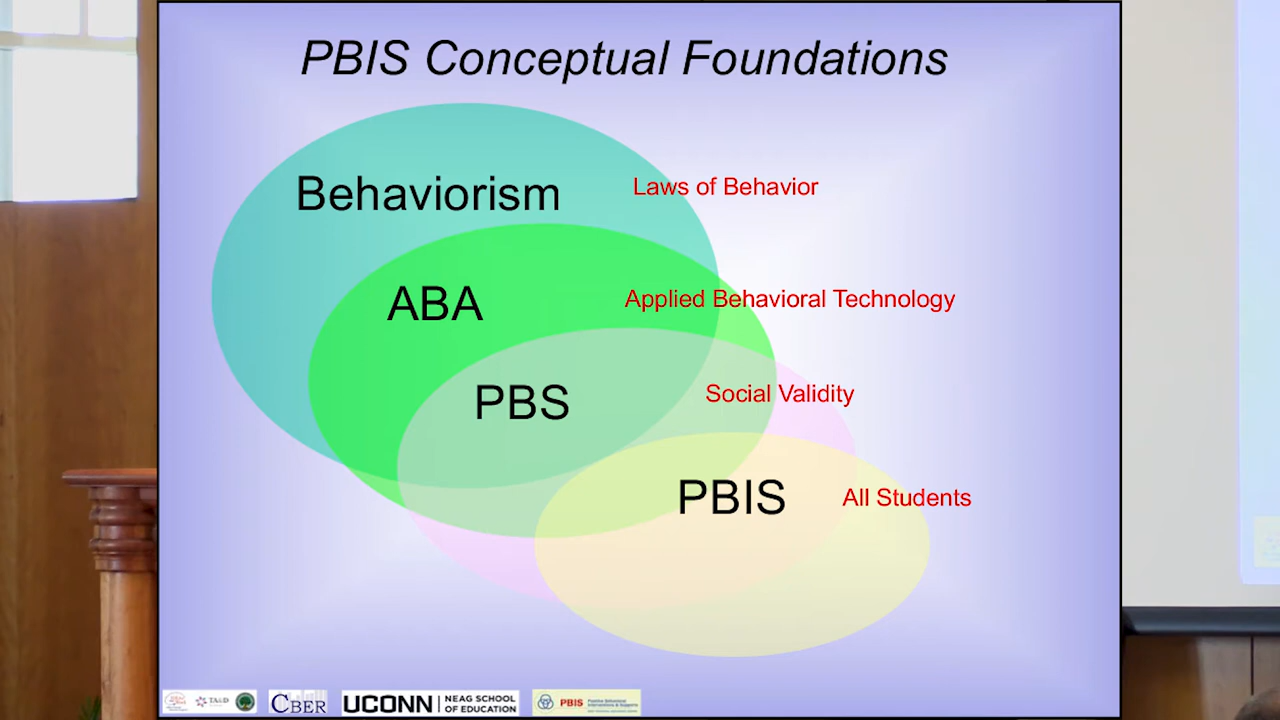 PBIS Conceptual Foundations
Behaviorism
Laws of Behavior
ABA
Applied Behavioral Technology
PBS
Social Validity
PBIS
All Students
CBER
UCONN
NEAG SCHOOL
OF EDUCATION
PBIS